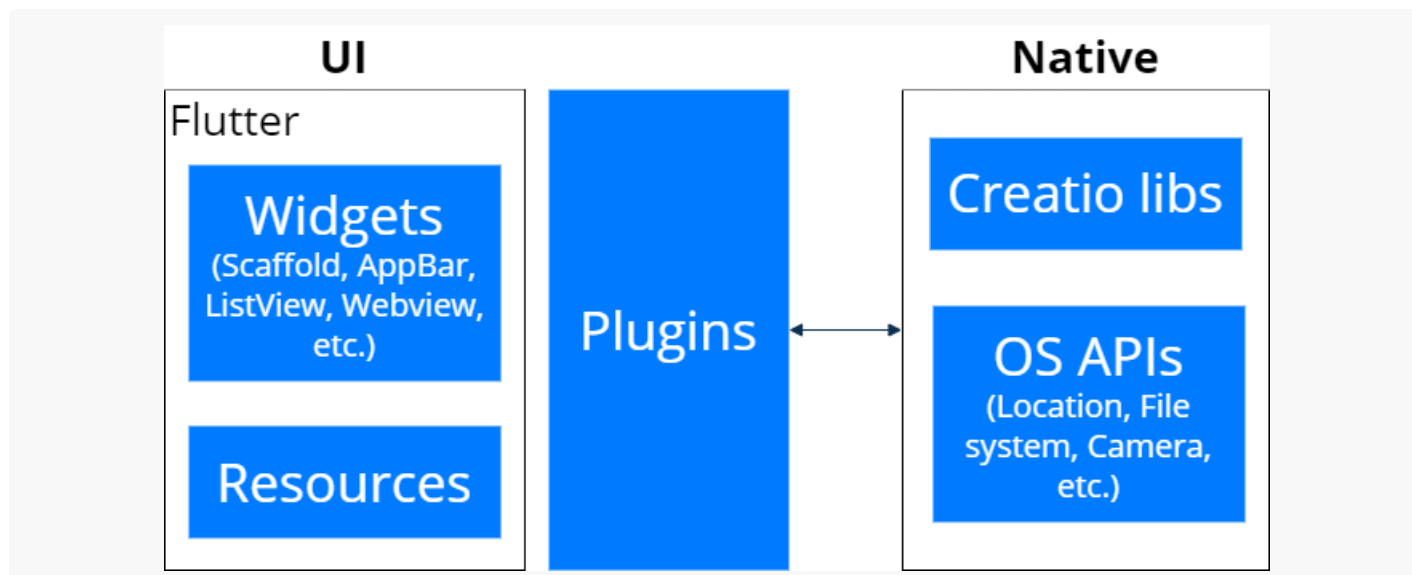 UI
Native
Flutter
Widgets
(Scaffold, AppBar,
ListView, Webview,
etc.)
Resources
Plugins
Creatio libs
OS APIs
(Location, File
system, Camera,
etc.)